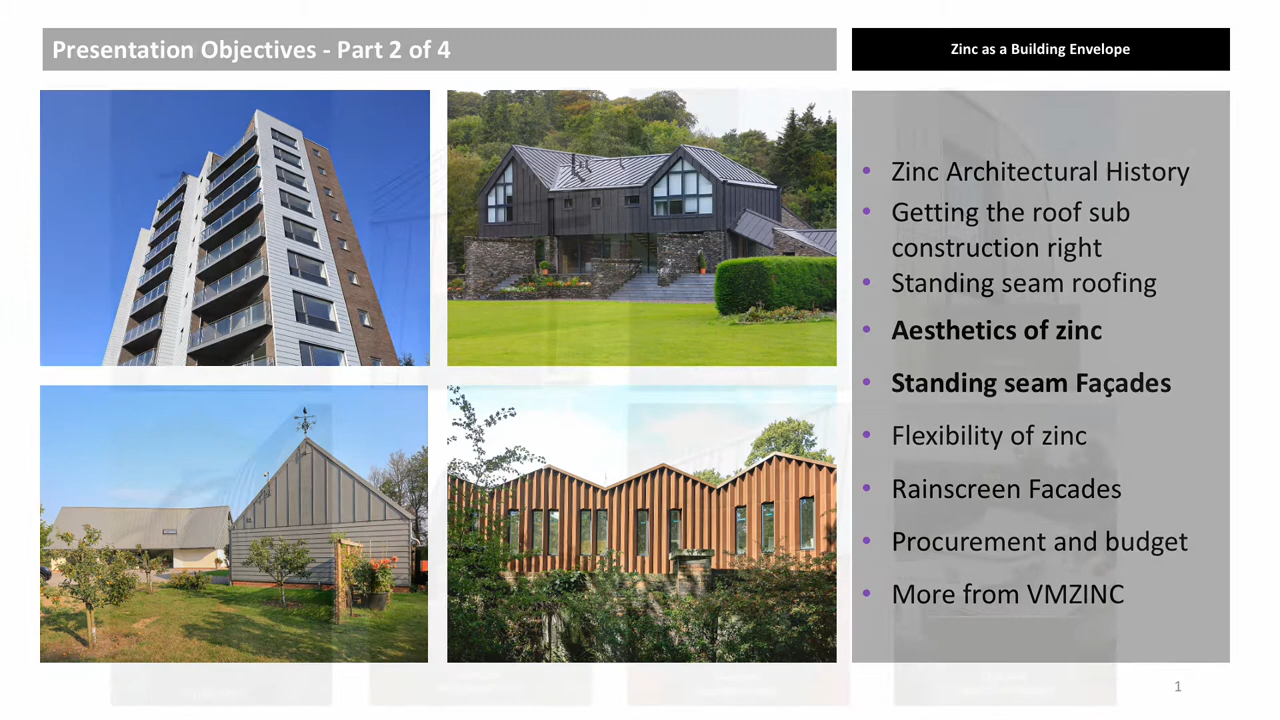 Presentation Objectives - Part 2 of 4
Zinc as a Building Envelope
• Zinc Architectural History
• Getting the roof sub
construction right
• Standing seam roofing
• Aesthetics of zinc
• Standing seam Façades
• Flexibility of zinc
• Rainscreen Facades
• Procurement and budget
• More from VMZINC
1